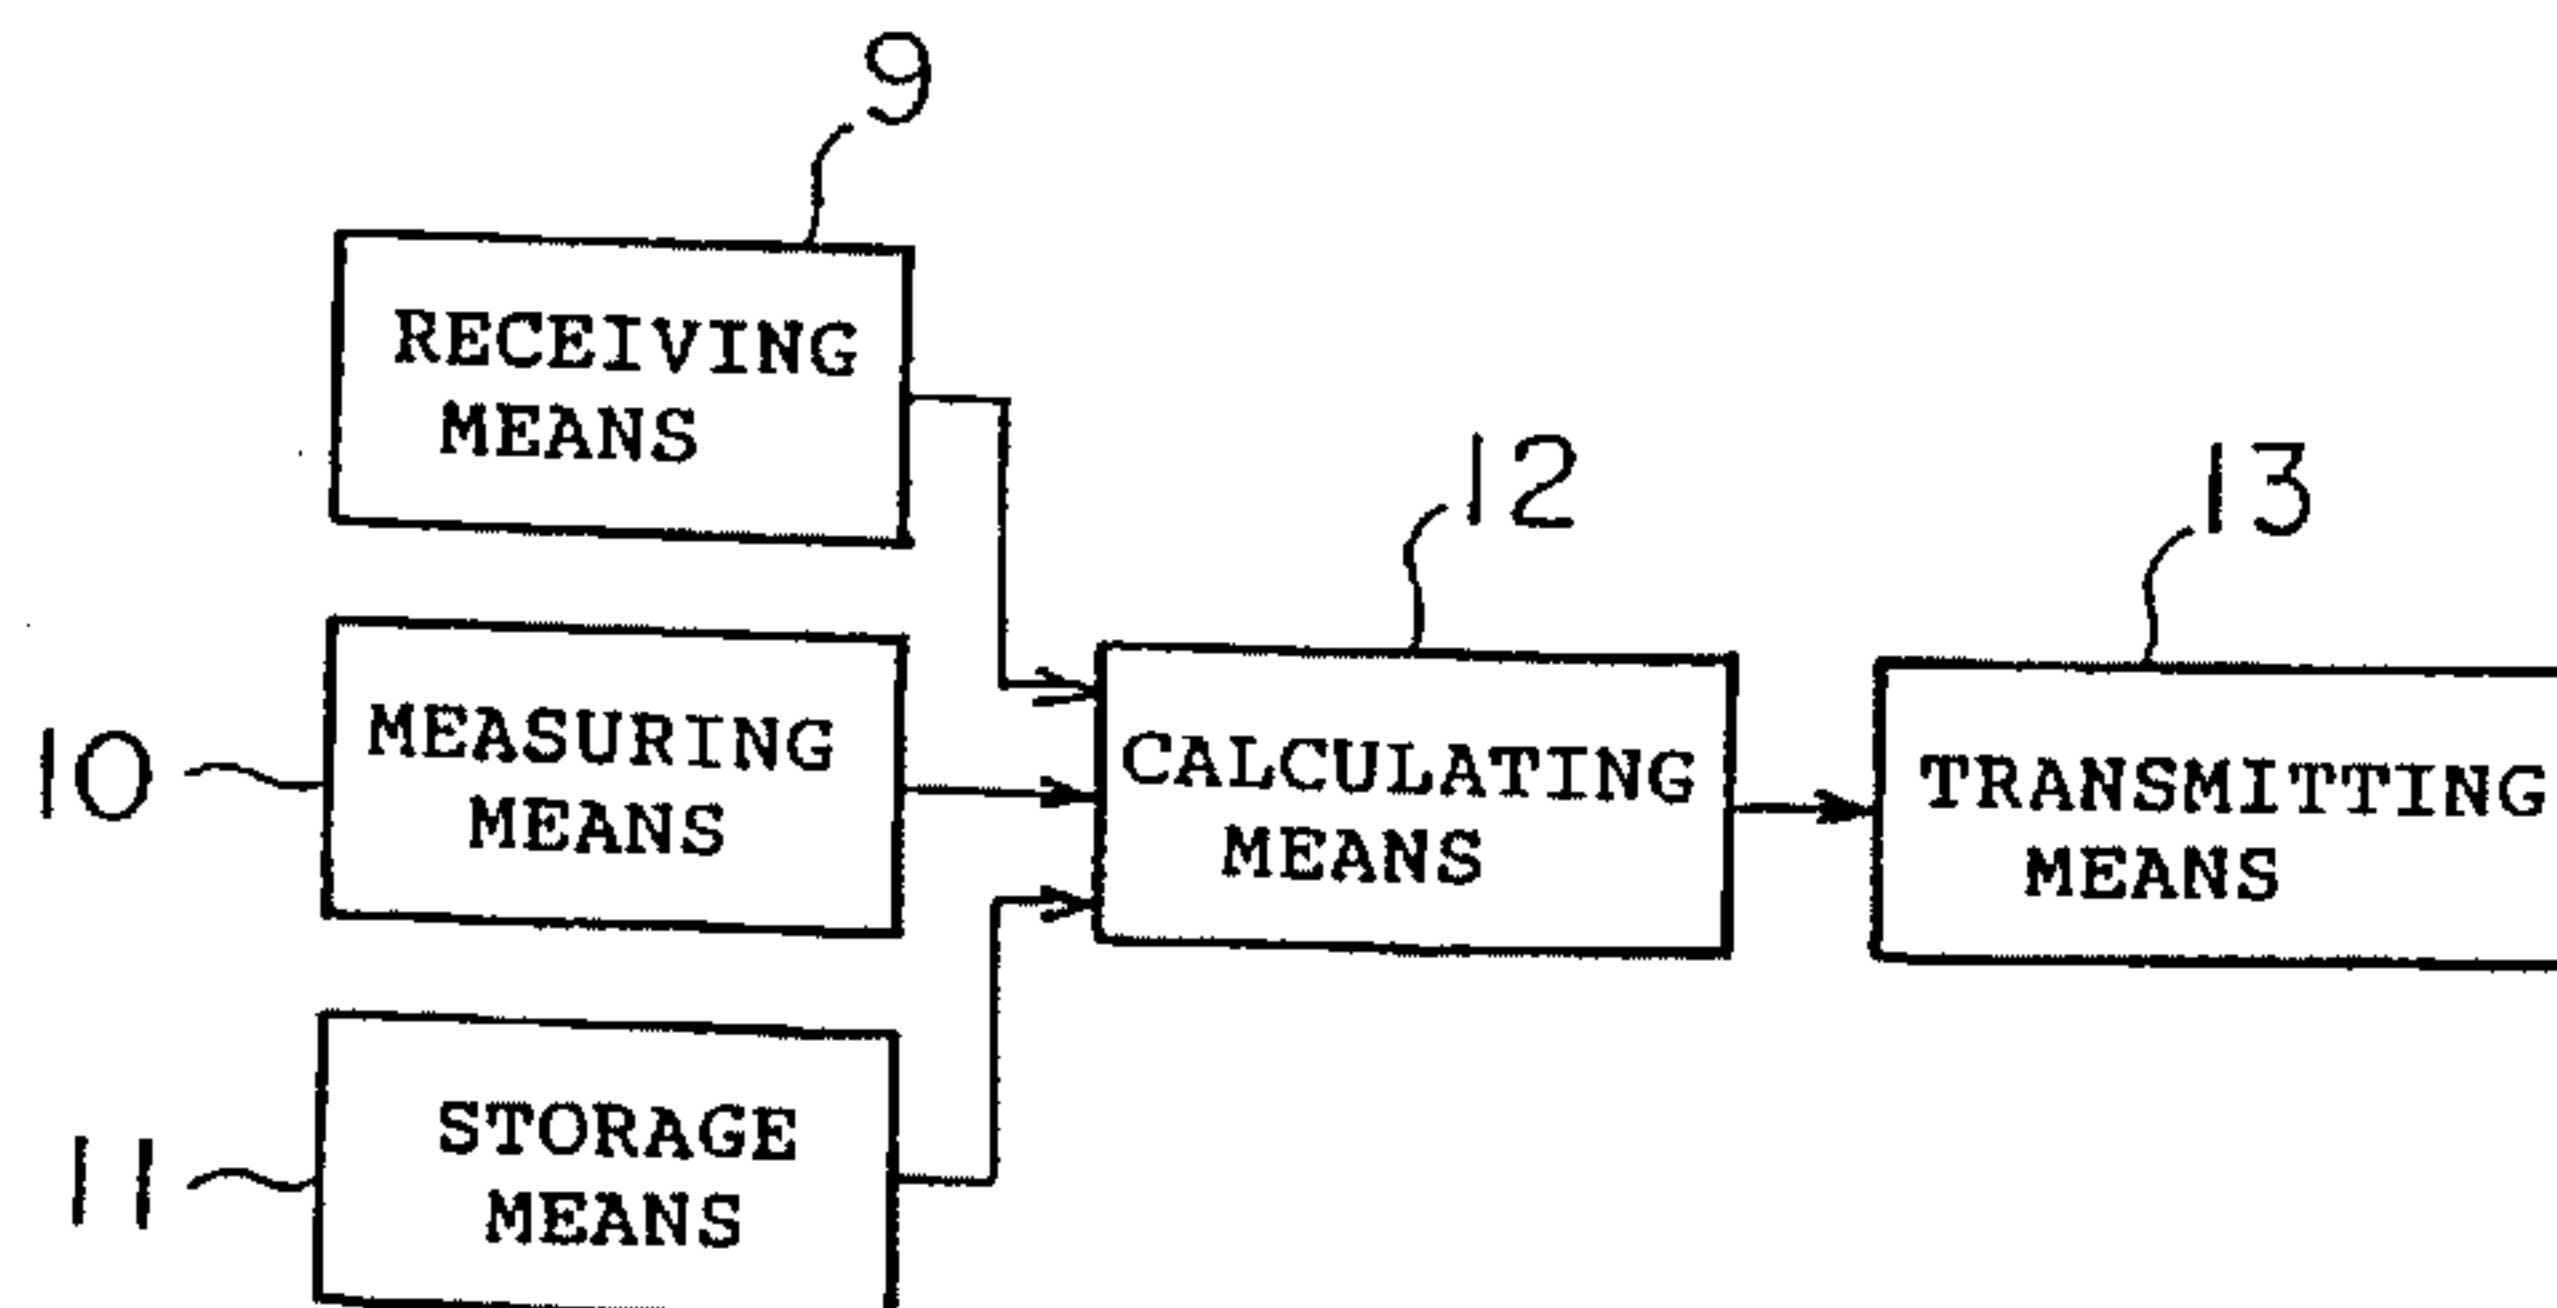 9
RECEIVING
MEANS
12
13
10
MEASURING
MEANS
CALCULATING
MEANS
TRANSMITTING
MEANS
11
STORAGE
MEANS